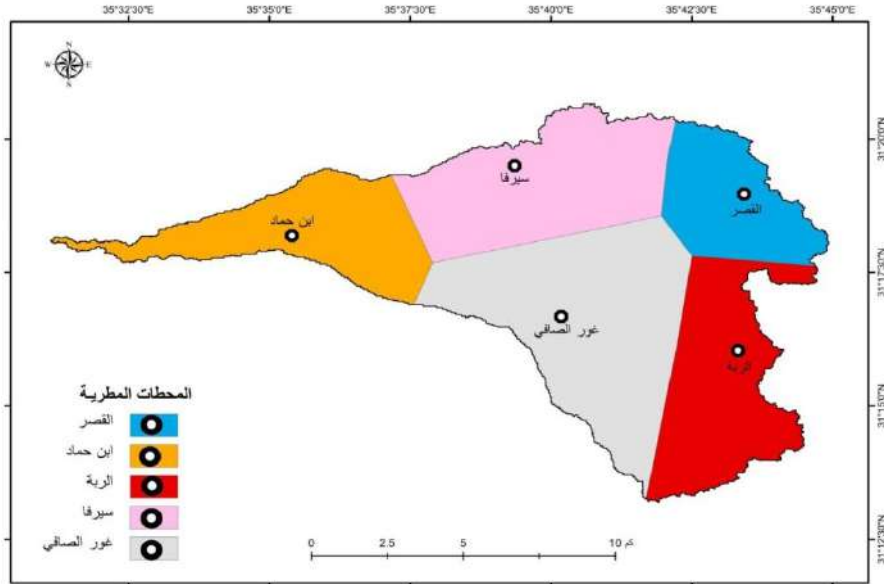 35°32'30"E 35°35'0"E 35°37'30"E 35°40'0"E 35°42'30"E 35°45'0"E
N
W E
S
31°20'0"N
سيرفا
القصر
ابن حماد
31°17'30"N
غور الصافي
الربة
31°15'0"N
31°12'30"N
المحطات المطرية
القصر
ابن حماد
الربة
سيرفا
غور الصافي
0 2.5 5 10 كم